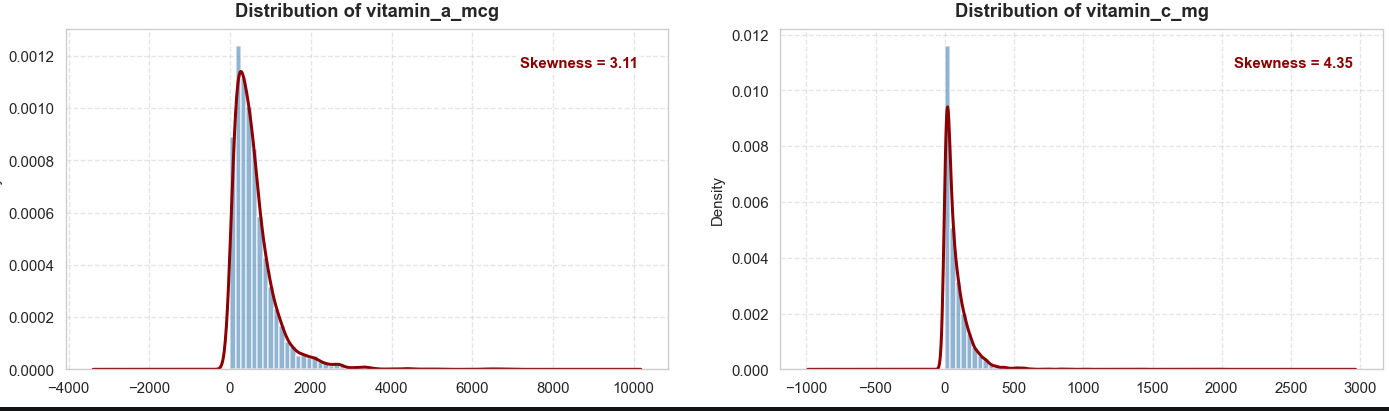 Distribution of vitamin_a_mcg
Skewness = 3.11
0.0012
0.0010
0.0008
0.0006
0.0004
0.0002
0.0000
−4000 −2000 0 2000 4000 6000 8000 10000
Distribution of vitamin_c_mg
Skewness = 4.35
Density
0.012
0.010
0.008
0.006
0.004
0.002
0.000
−1000 −500 0 500 1000 1500 2000 2500 3000